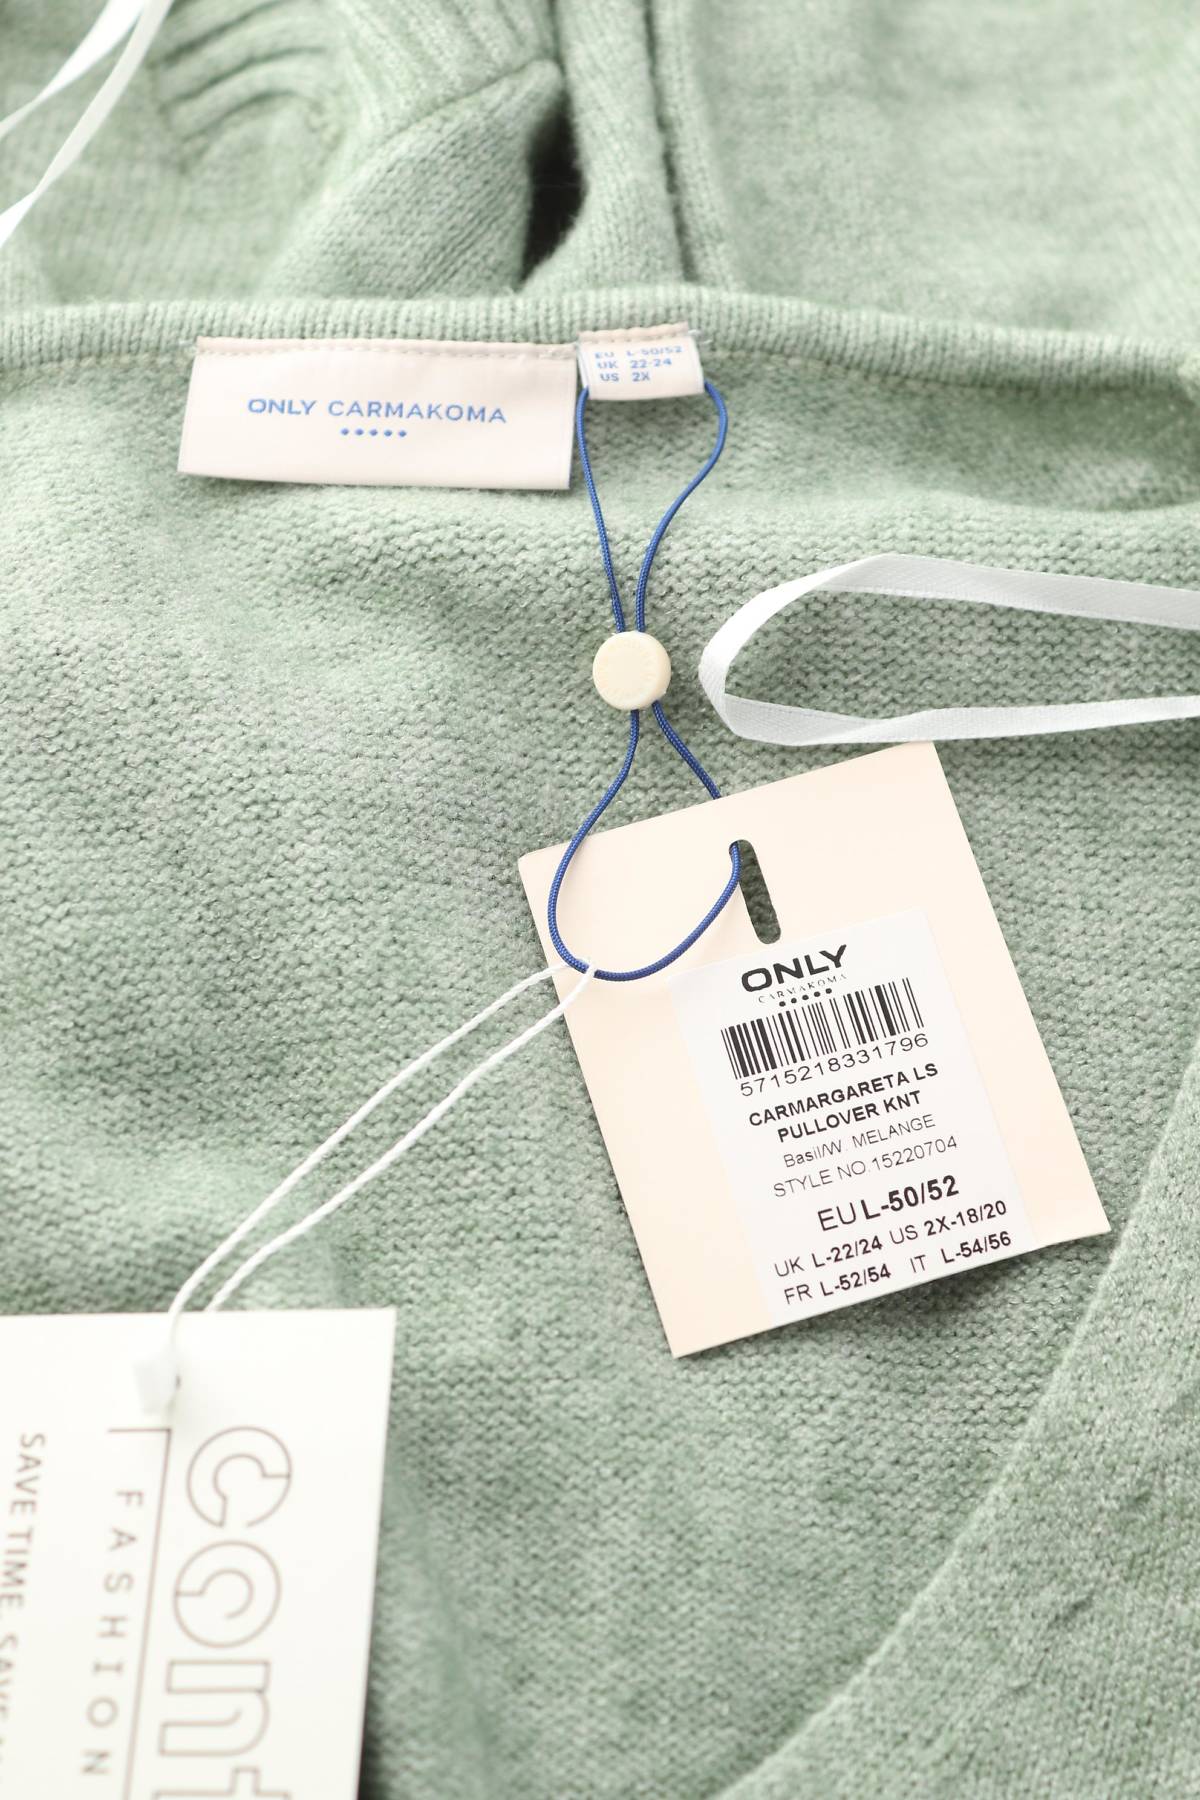 ONLY CARMAKOMA
EU L-50/52
UK 22-24
US 2X
ONLY
CARMAKOMA
5715218331796
CARMARGARETA LS
PULLOVER KNT
Basil/W. MELANGE
STYLE NO.15220704
EU L-50/52
UK L-22/24 US 2X-18/20
FR L-52/54 IT L-54/56
cont
FASHION
SAVE TIME, SAVE